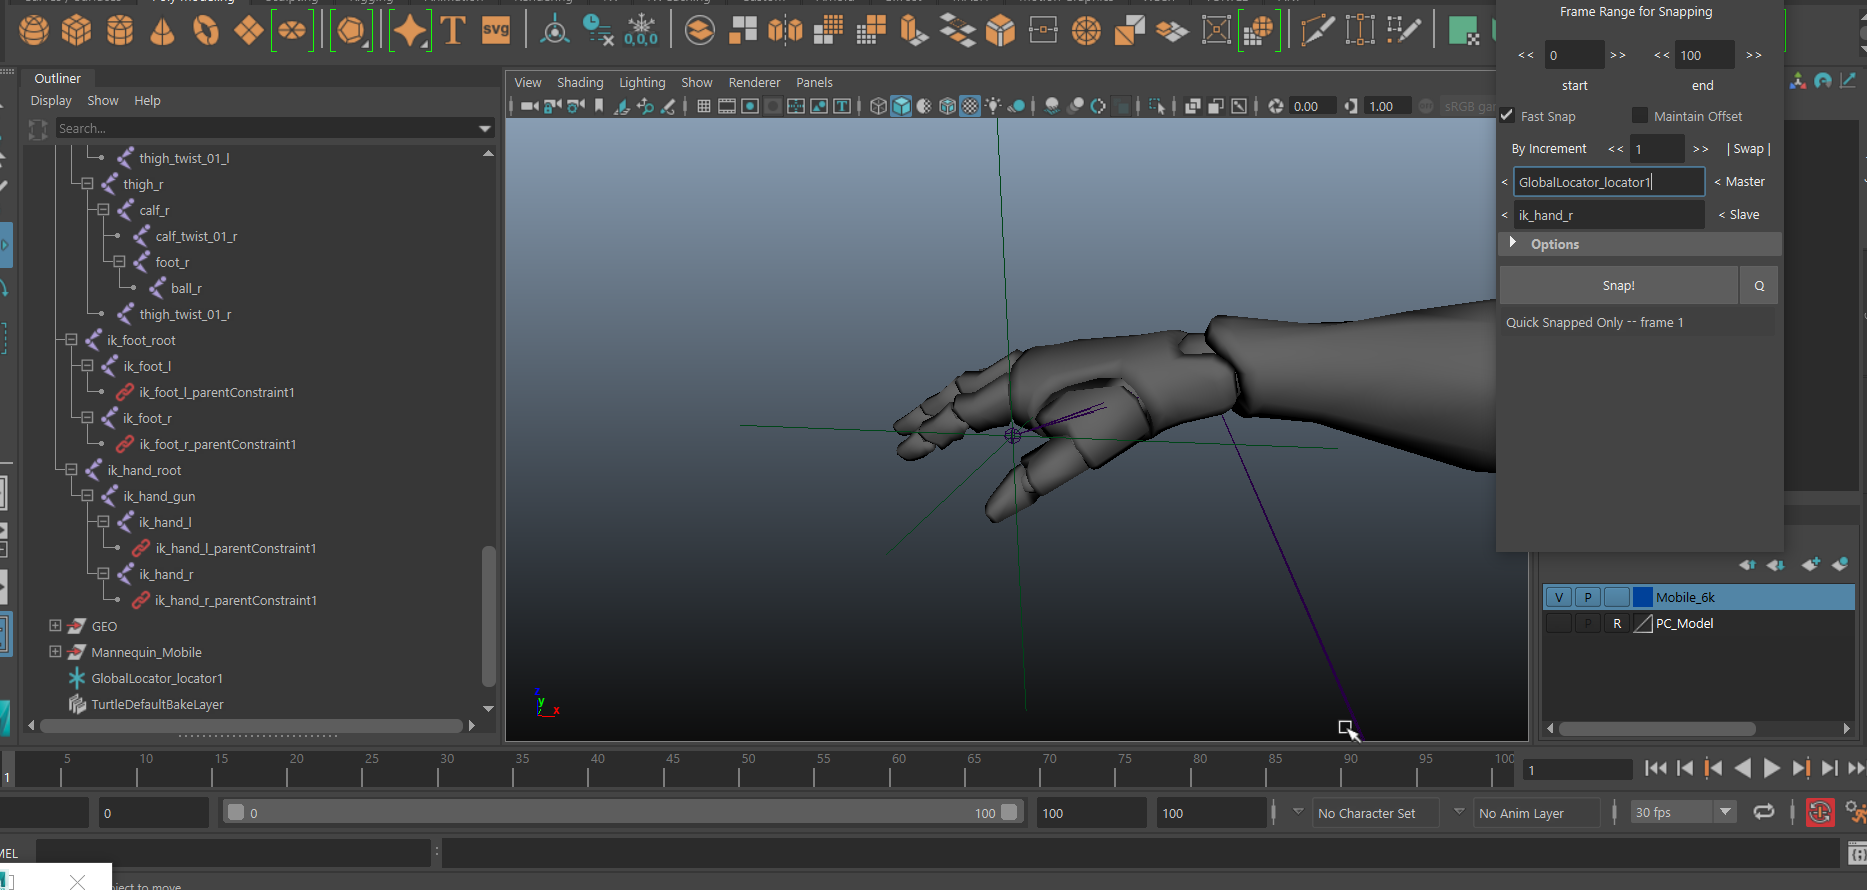 T
SVG
0,0,0
Frame Range for Snapping
<< 0 >> << 100 >>
start end
Fast Snap Maintain Offset
By Increment << 1 >> | Swap |
< GlobalLocator_locator1 < Master
< ik_hand_r < Slave
Options
Snap! Q
Quick Snapped Only -- frame 1
Outliner
Display Show Help
Search...
thigh_twist_01_l
thigh_r
calf_r
calf_twist_01_r
foot_r
ball_r
thigh_twist_01_r
ik_foot_root
ik_foot_l
ik_foot_l_parentConstraint1
ik_foot_r
ik_foot_r_parentConstraint1
ik_hand_root
ik_hand_gun
ik_hand_l
ik_hand_l_parentConstraint1
ik_hand_r
ik_hand_r_parentConstraint1
GEO
Mannequin_Mobile
GlobalLocator_locator1
TurtleDefaultBakeLayer
View Shading Lighting Show Renderer Panels
0.00 1.00 sRGB gar
z
y
x
V P Mobile_6k
P R PC_Model
5 10 15 20 25 30 35 40 45 50 55 60 65 70 75 80 85 90 95 100
1
1
0 0 100 100 100 No Character Set No Anim Layer 30 fps
MEL :
ject to move